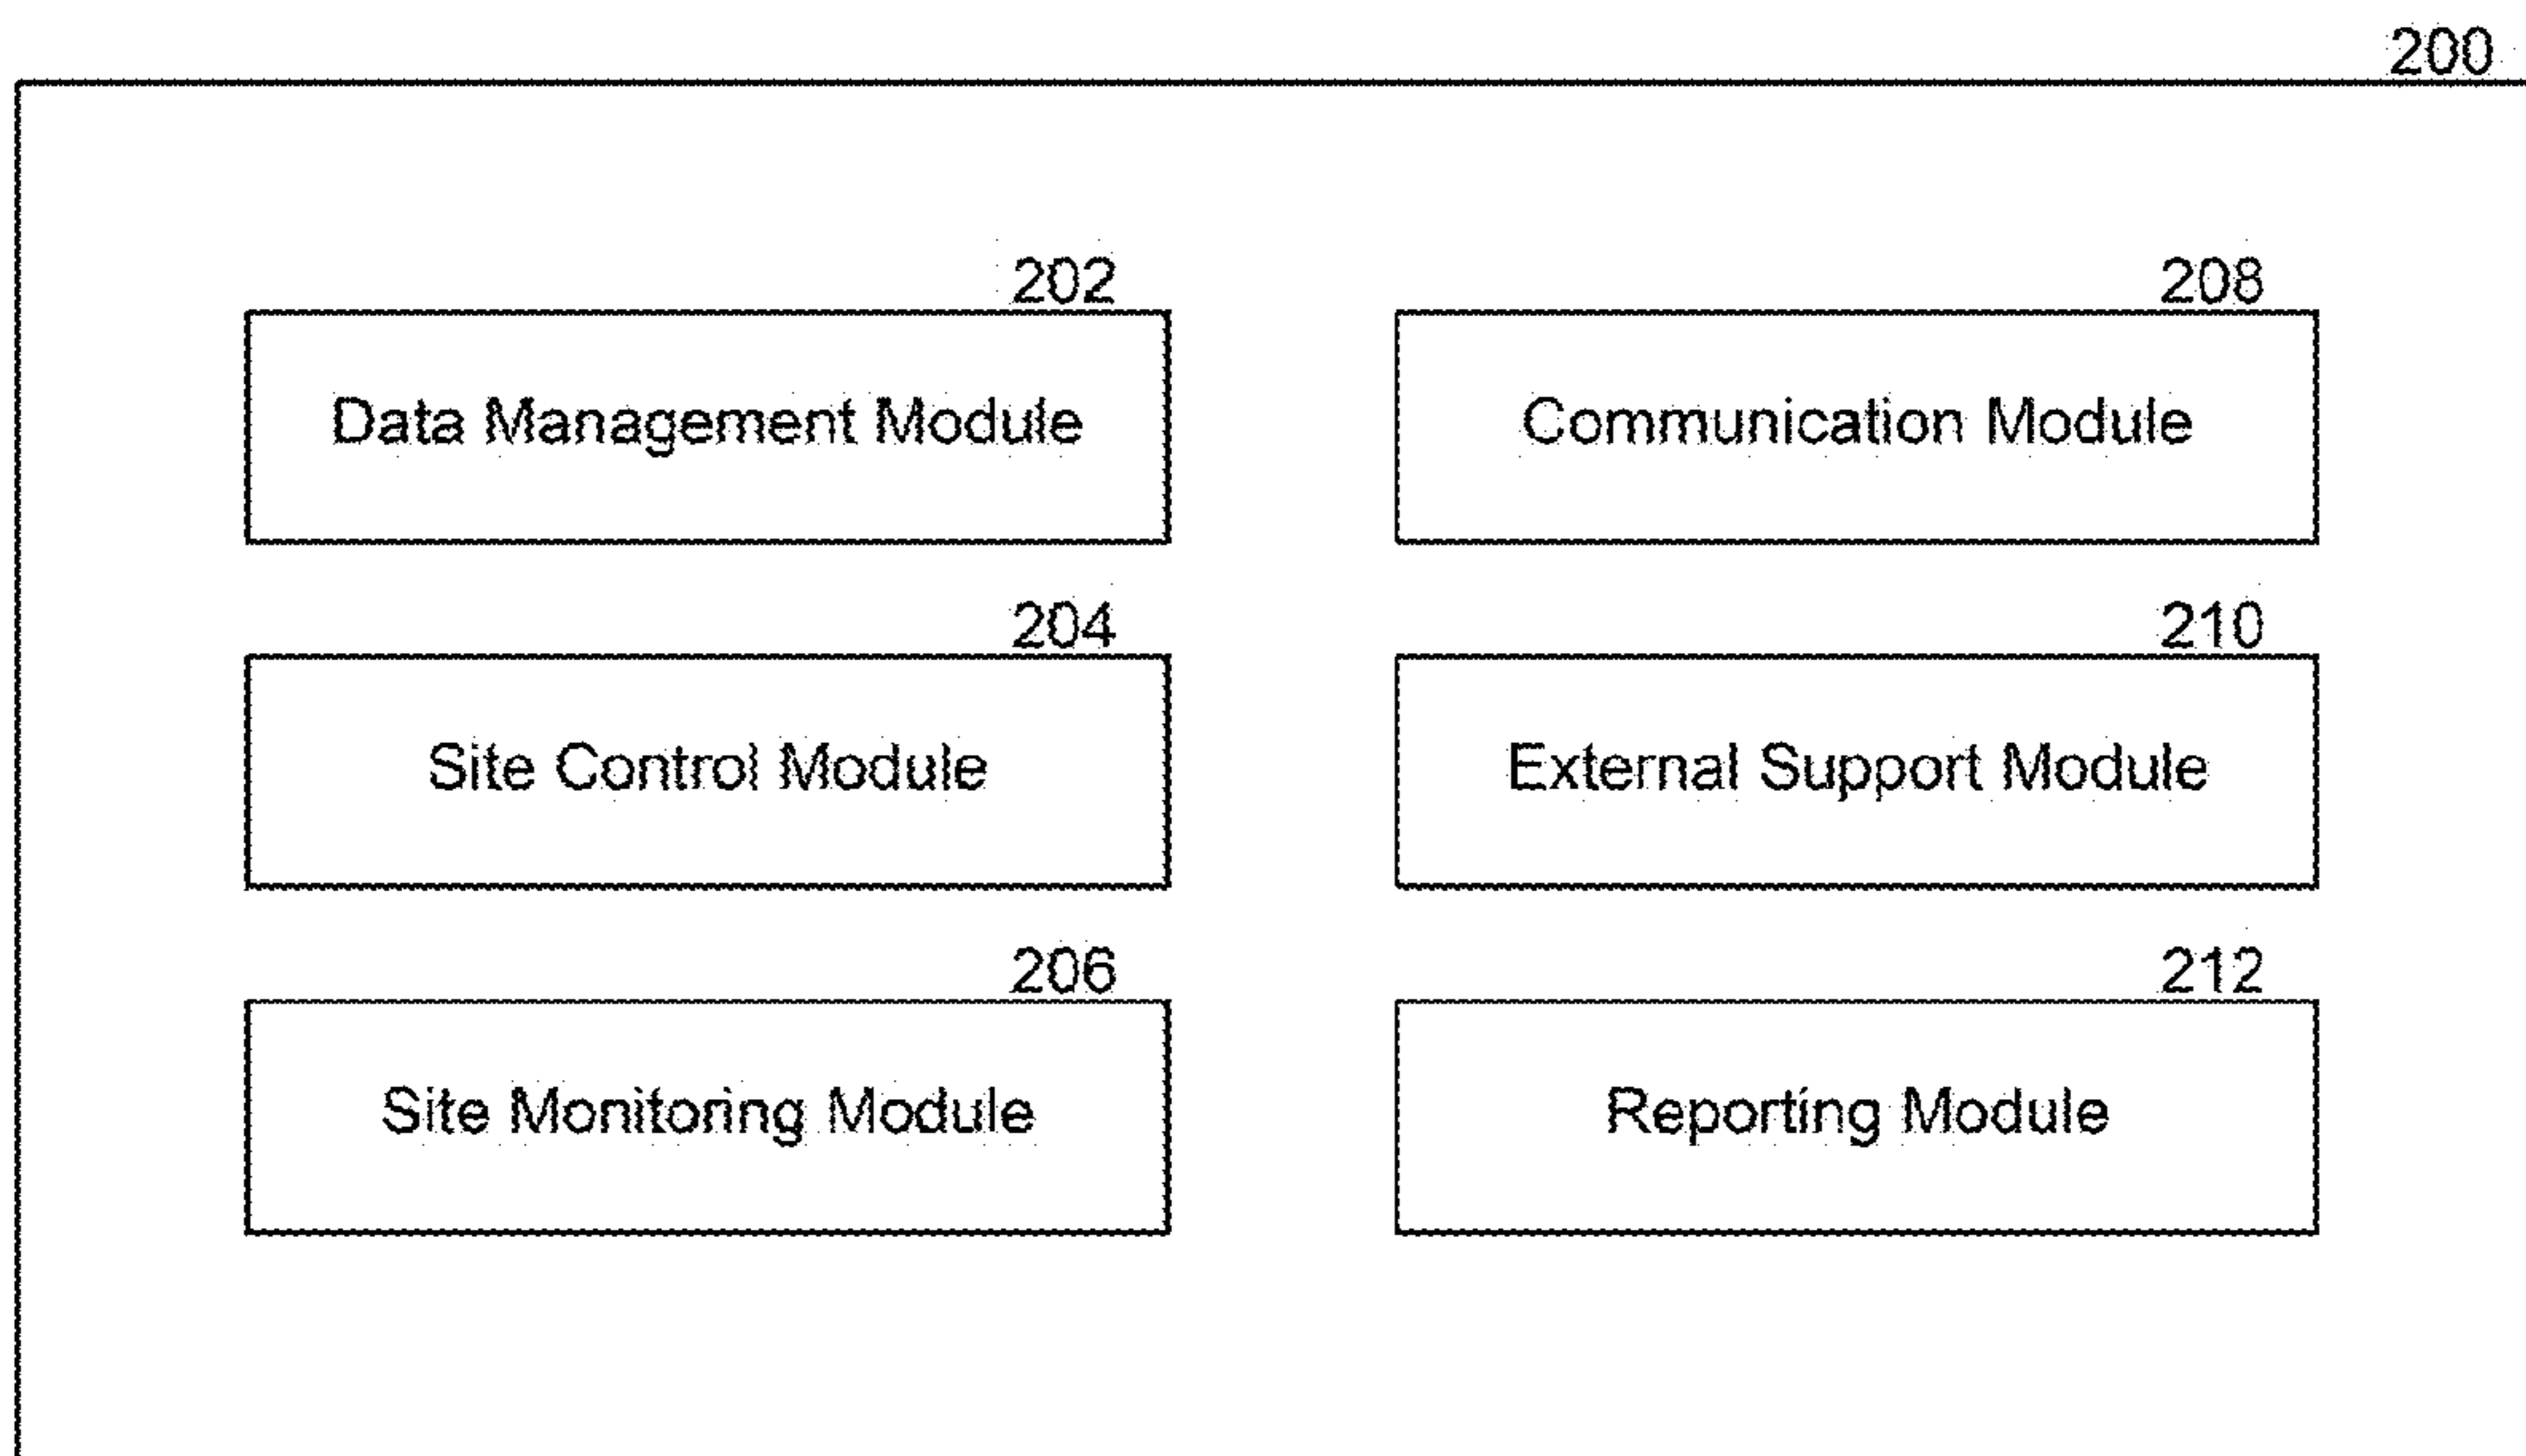 200
202
Data Management Module
208
Communication Module
204
Site Control Module
210
External Support Module
206
Site Monitoring Module
212
Reporting Module